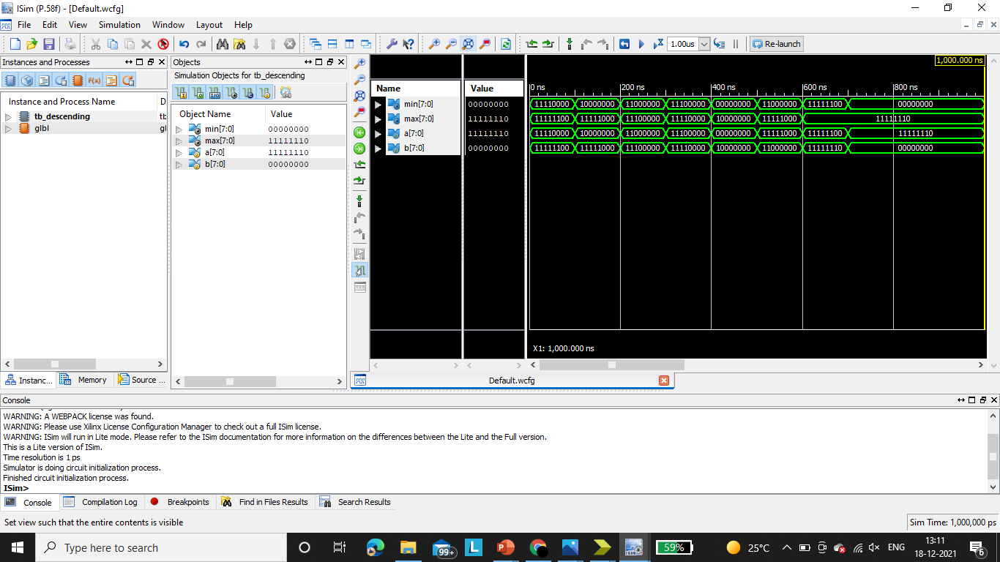 ISim (P.58f) - [Default.wcfg]
File Edit View Simulation Window Layout Help
1.00us Re-launch
Instances and Processes
Instance and Process Name D
tb_descending tb
glbl gl
Instanc... Memory Source ...
Objects
Simulation Objects for tb_descending
Object Name Value
min[7:0] 00000000
max[7:0] 11111110
a[7:0] 11111110
b[7:0] 00000000
Name Value
min[7:0] 00000000
max[7:0] 11111110
a[7:0] 11111110
b[7:0] 00000000
1,000.000 ns
0 ns 200 ns 400 ns 600 ns 800 ns
11110000 10000000 11000000 11100000 00000000 11000000 11111100 00000000
11111100 11111000 11100000 11110000 10000000 11111000 11111110
11110000 10000000 11000000 11100000 00000000 11111000 11111100 11111110
11111100 11111000 11100000 11110000 10000000 11000000 11111110 00000000
X1: 1,000.000 ns
Default.wcfg
Console
WARNING: A WEBPACK license was found.
WARNING: Please use Xilinx License Configuration Manager to check out a full ISim license.
WARNING: ISim will run in Lite mode. Please refer to the ISim documentation for more information on the differences between the Lite and the Full version.
This is a Lite version of ISim.
Time resolution is 1 ps
Simulator is doing circuit initialization process.
Finished circuit initialization process.
ISim>
Console Compilation Log Breakpoints Find in Files Results Search Results
Set view such that the entire contents is visible
Sim Time: 1,000,000 ps
Type here to search
99+
59%
25°C
ENG
13:11
18-12-2021
6